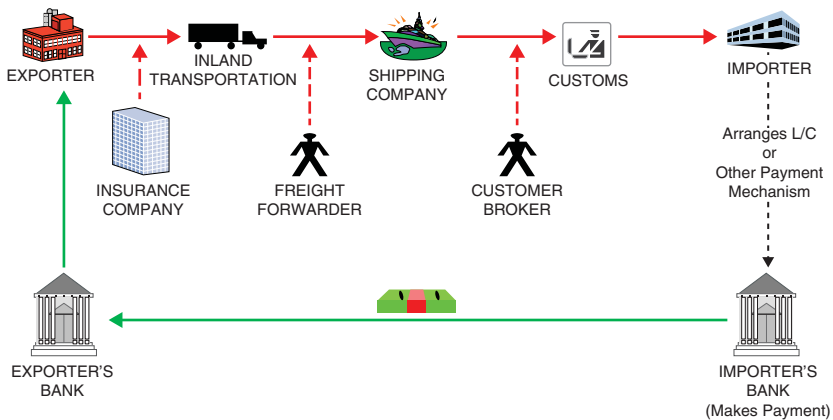 EXPORTER
INLAND
TRANSPORTATION
SHIPPING
COMPANY
CUSTOMS
IMPORTER
INSURANCE
COMPANY
FREIGHT
FORWARDER
CUSTOMER
BROKER
Arranges L/C
or
Other Payment
Mechanism
EXPORTER'S
BANK
IMPORTER'S
BANK
(Makes Payment)